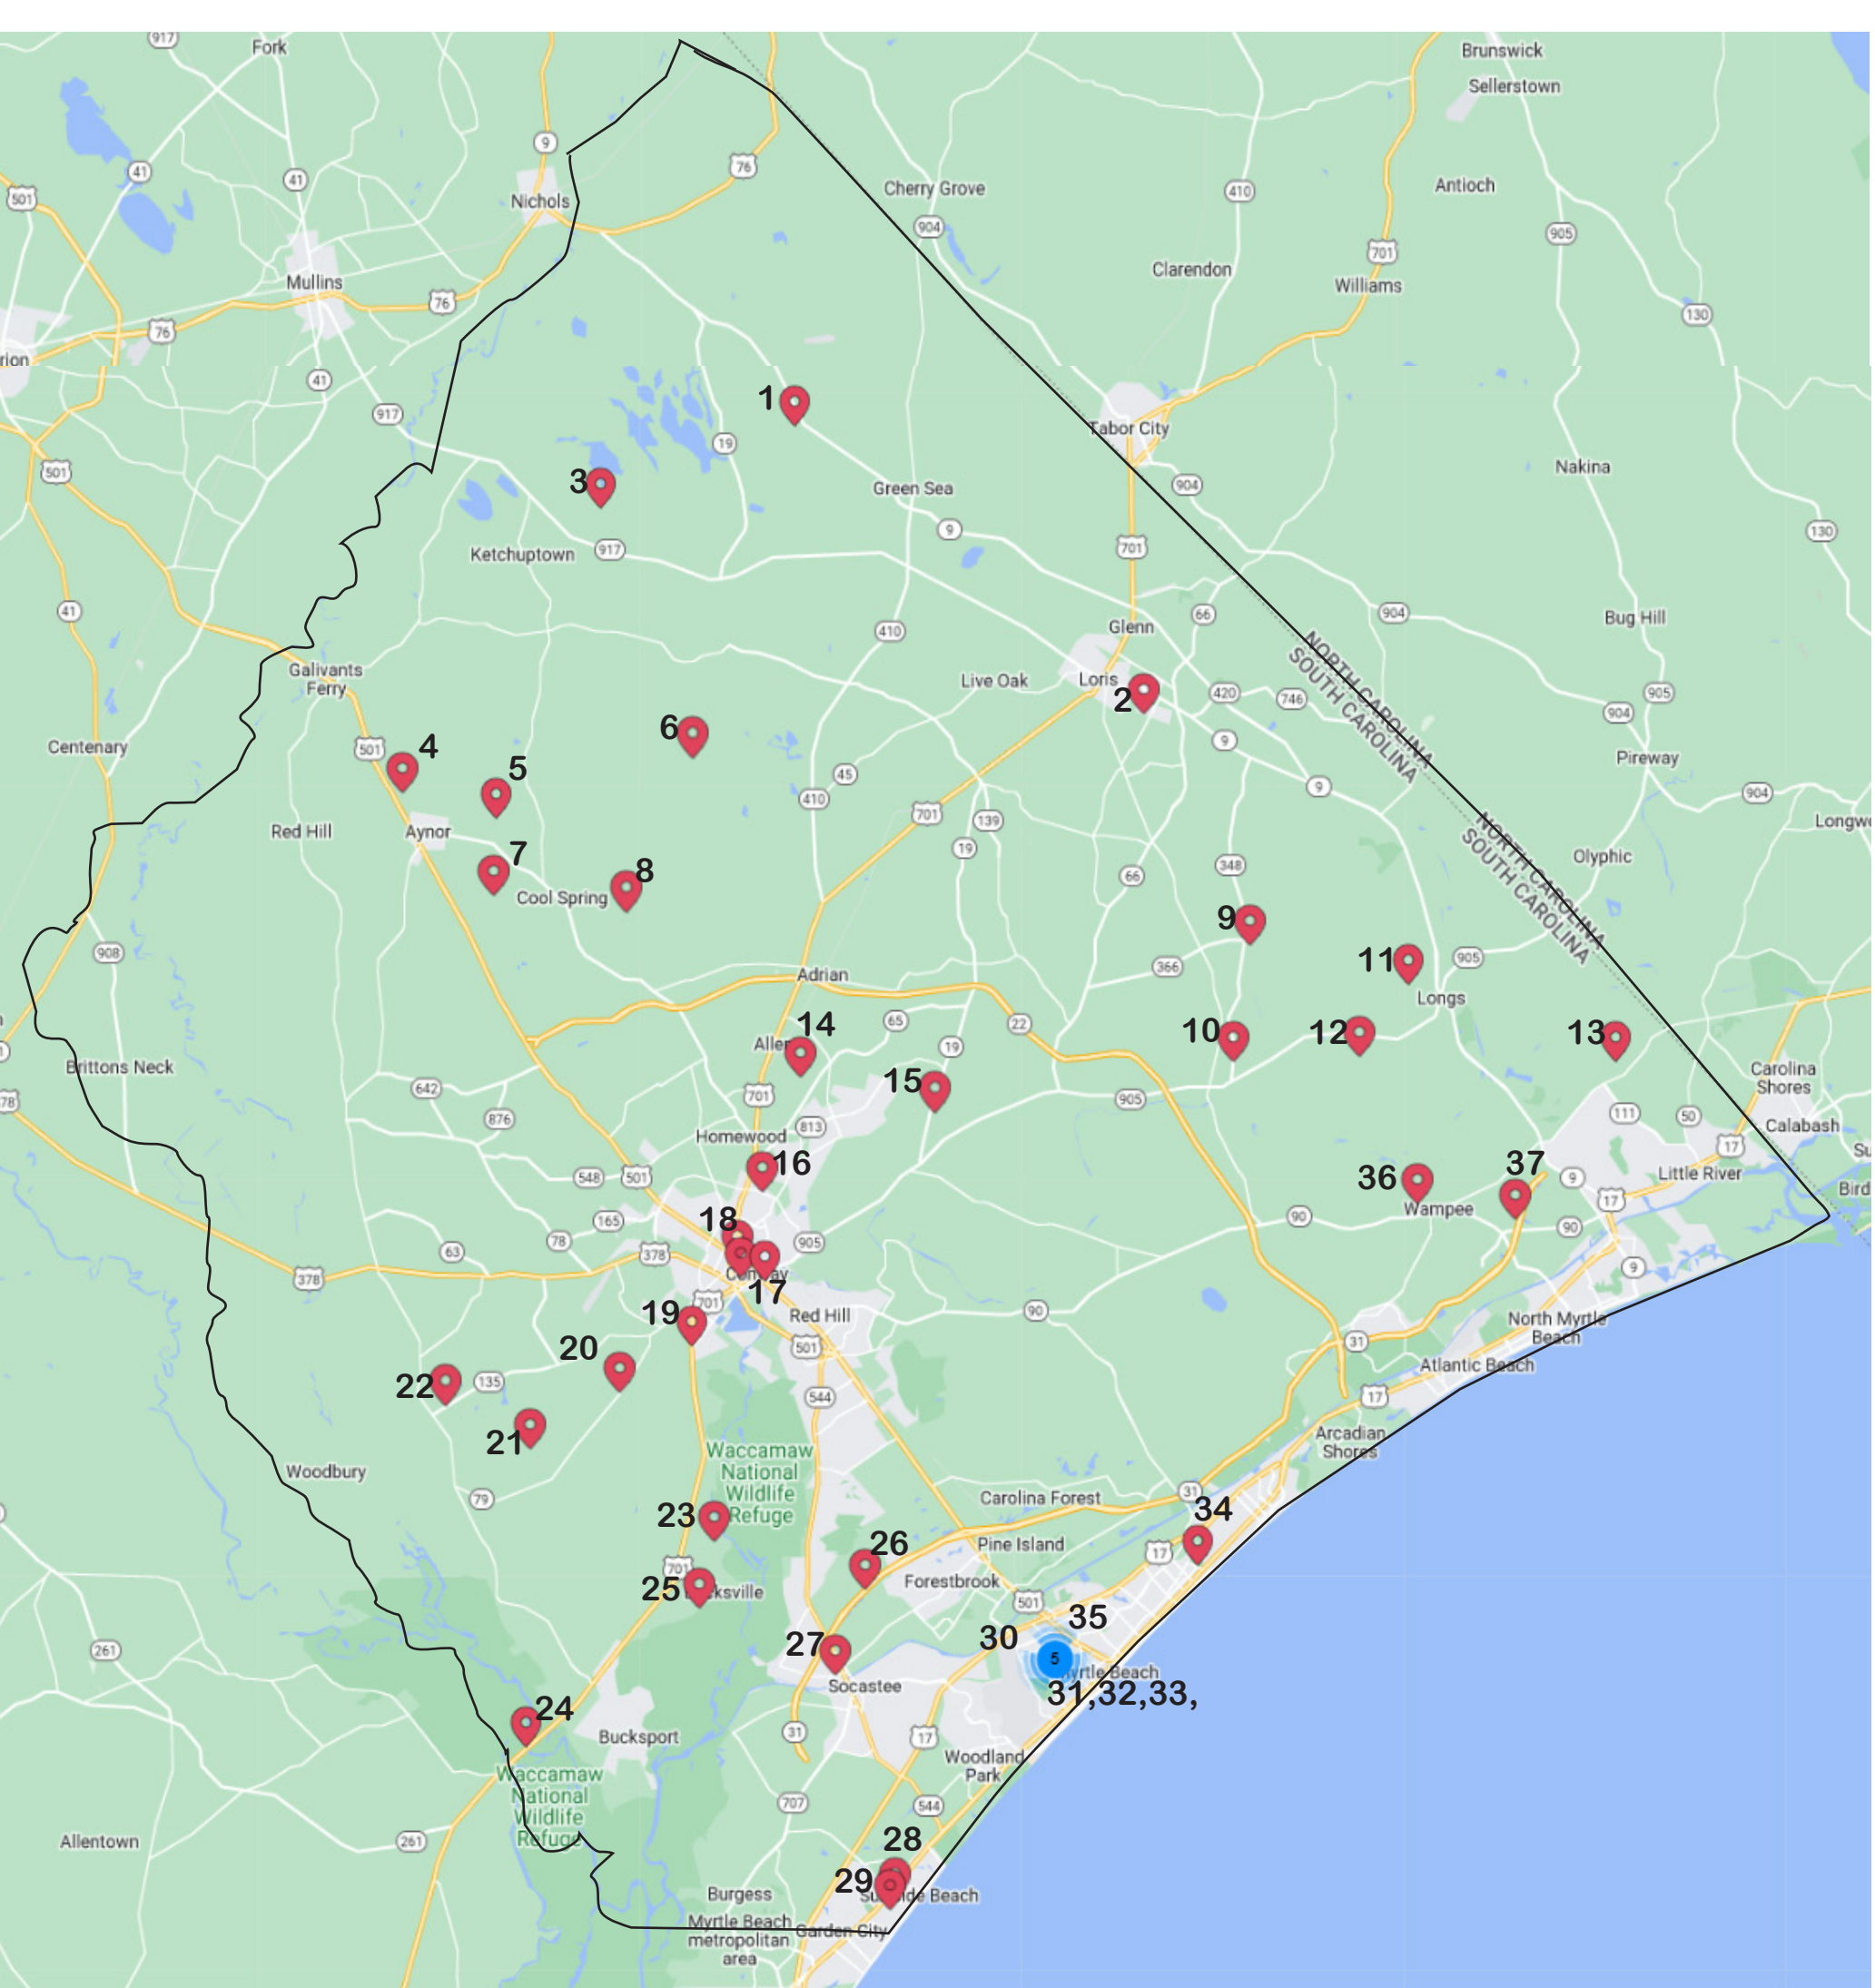 917
Fork
Brunswick
Sellerstown
9
76
41
41
501
Nichols
Cherry Grove
410
Antioch
904
905
701
Clarendon
Mullins
Williams
76
130
76
rion
41
917
1
Tabor City
19
501
3
904
Nakina
Green Sea
9
130
Ketchuptown
917
701
41
66
904
Bug Hill
410
Glenn
Galivants
Ferry
Live Oak
Loris
2
420
746
905
904
NORTH CAROLINA
SOUTH CAROLINA
6
Centenary
501
4
9
Pireway
5
45
9
904
410
701
139
Longwo
Red Hill
Aynor
19
7
8
348
66
Olyphic
NORTH CAROLINA
SOUTH CAROLINA
Cool Spring
9
908
366
11
905
Adrian
Longs
14
65
22
10
12
13
Allen
19
Brittons Neck
15
Carolina
Shores
642
701
78
905
876
813
111
50
Calabash
Homewood
17
16
Little River
548
501
36
37
9
Bird
17
Wampee
18
165
90
90
78
905
63
378
378
Conway
9
17
701
19
90
Red Hill
North Myrtle
Beach
20
501
31
Atlantic Beach
22
135
544
17
21
Arcadian
Shores
Waccamaw
National
Wildlife
Refuge
Woodbury
79
31
Carolina Forest
23
34
26
Pine Island
17
701
25
ksville
Forestbrook
501
35
30
27
261
5
yrtle Beach
Socastee
31,32,33,
24
31
17
Bucksport
Woodland
Park
Waccamaw
National
Wildlife
Refuge
707
544
Allentown
261
28
29
Burgess
Su side Beach
Myrtle Beach
metropolitan
area
Garden City